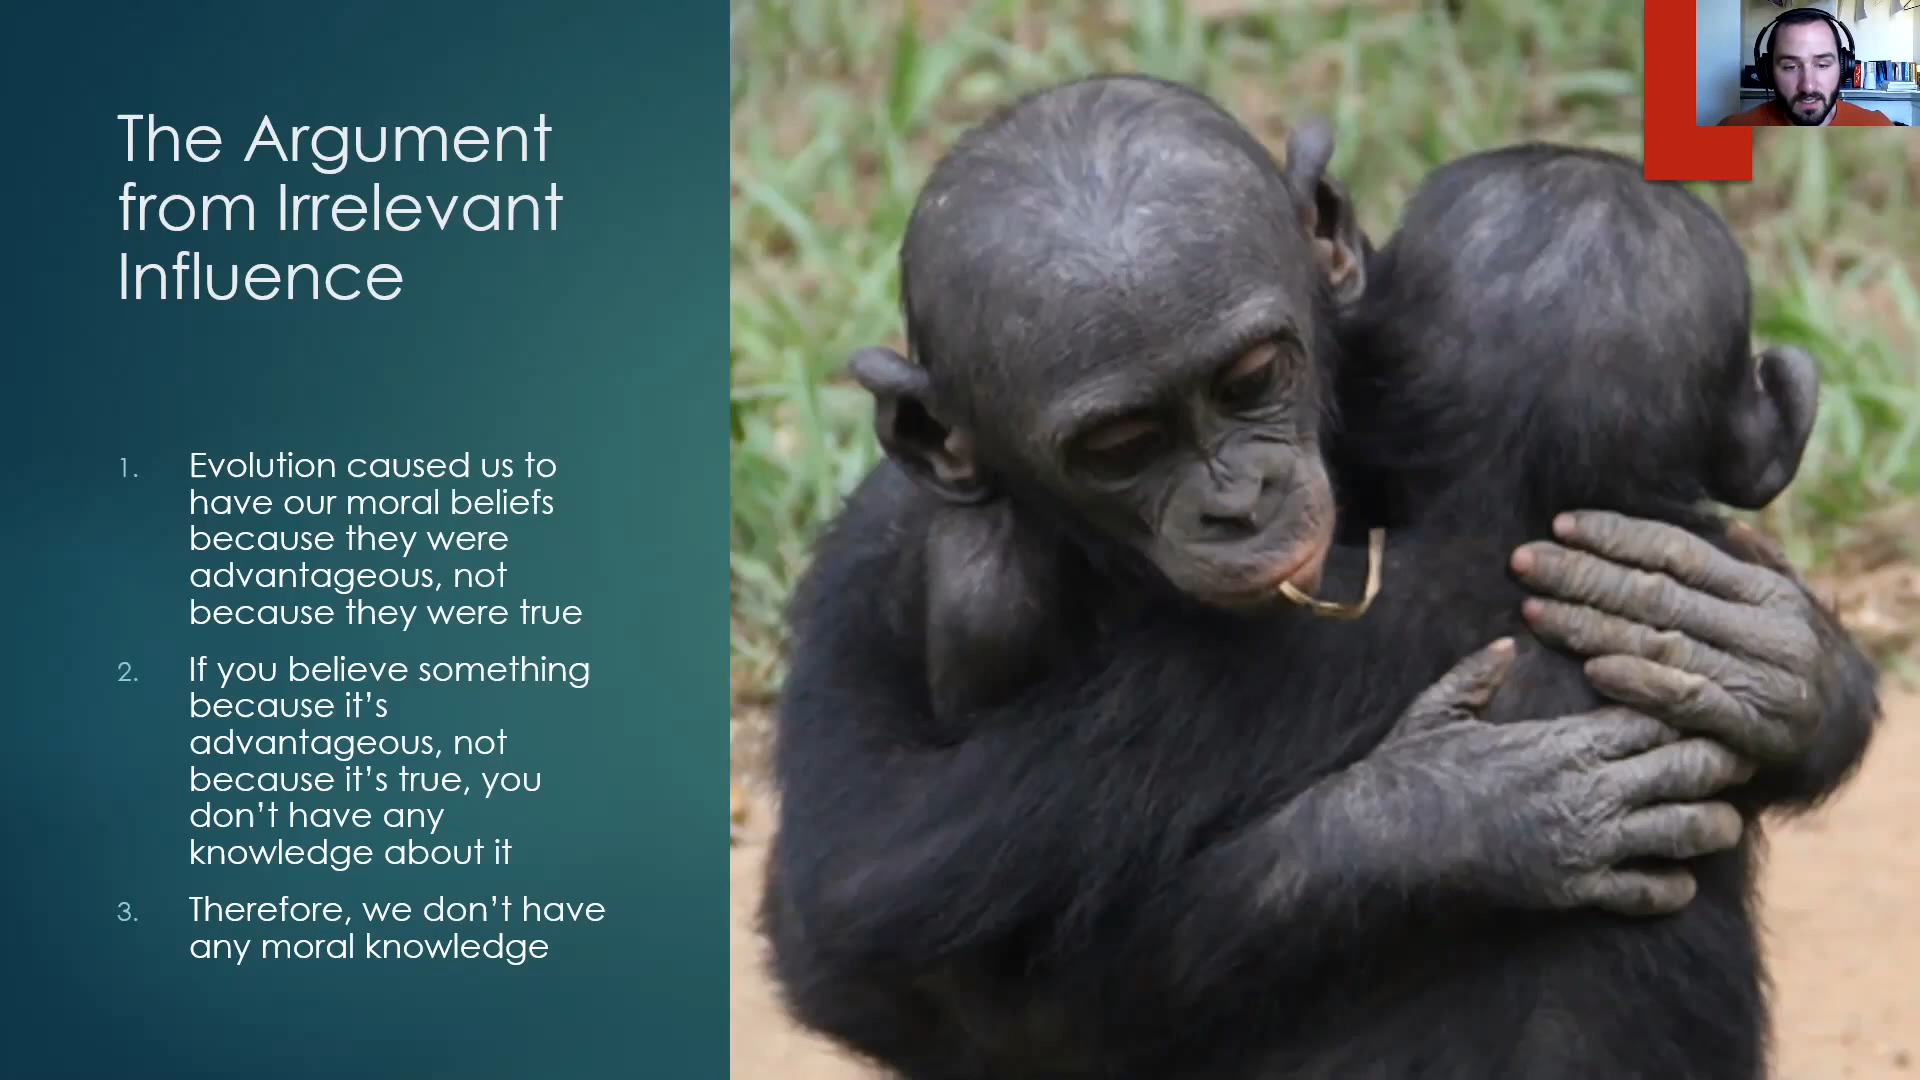 The Argument
from Irrelevant
Influence
1. Evolution caused us to
have our moral beliefs
because they were
advantageous, not
because they were true
2. If you believe something
because it’s
advantageous, not
because it’s true, you
don’t have any
knowledge about it
3. Therefore, we don’t have
any moral knowledge